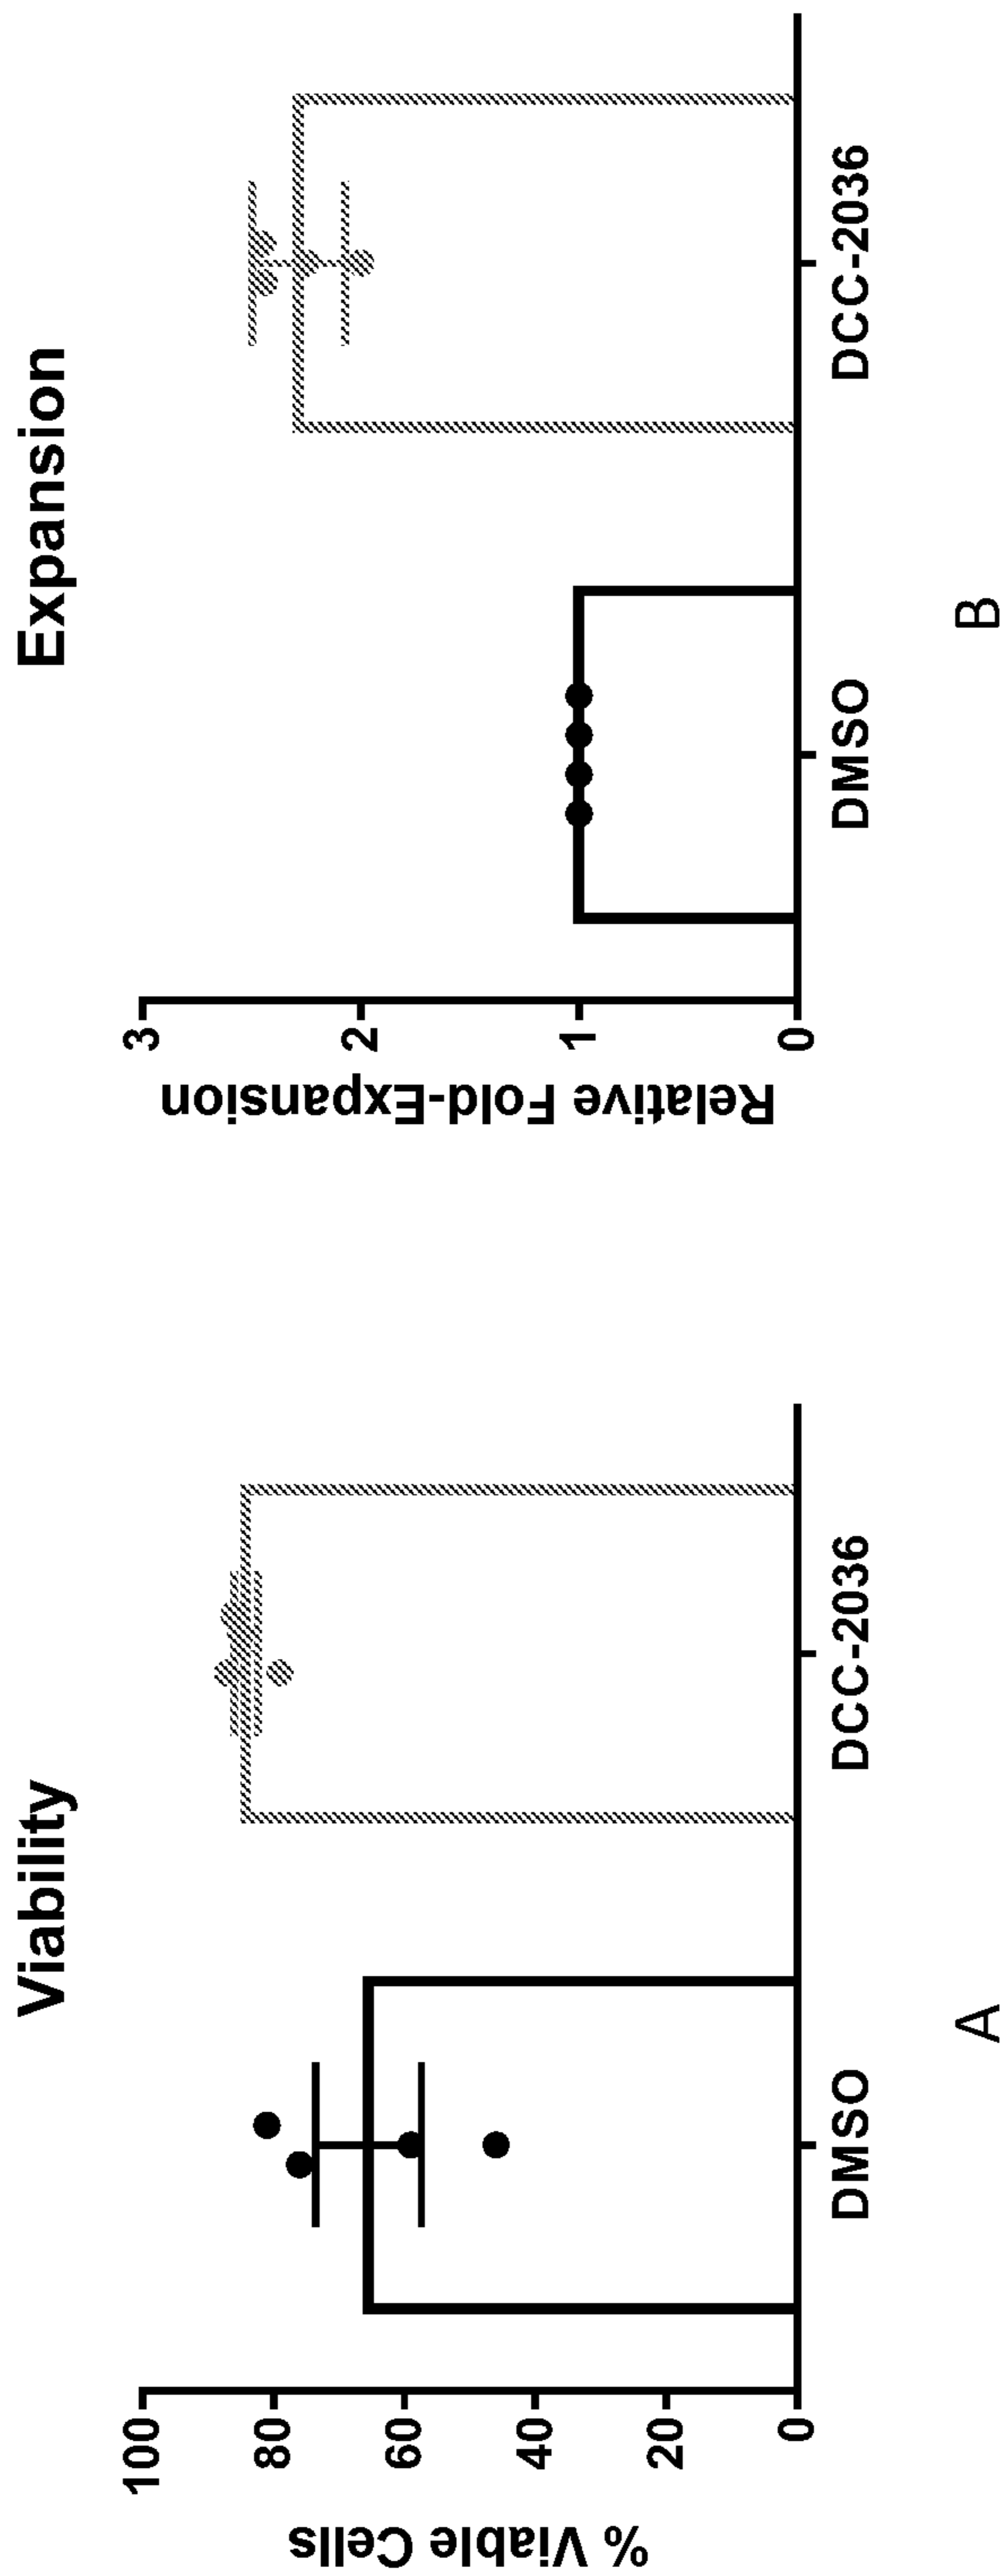 Viability
% Viable Cells
100
80
60
40
20
0
DMSO
DCC-2036
A
Expansion
Relative Fold-Expansion
3
2
1
0
DMSO
DCC-2036
B